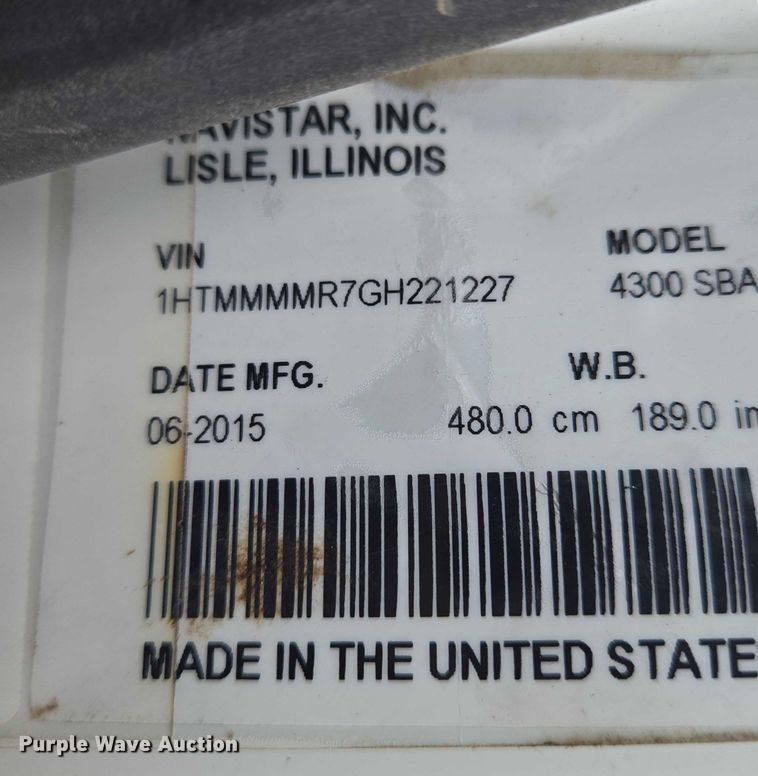 NAVISTAR, INC.
LISLE, ILLINOIS
VIN
1HTMMMMR7GH221227
MODEL
4300 SBA
DATE MFG.
W.B.
06-2015
480.0 cm 189.0 in
MADE IN THE UNITED STATE
Purple Wave Auction